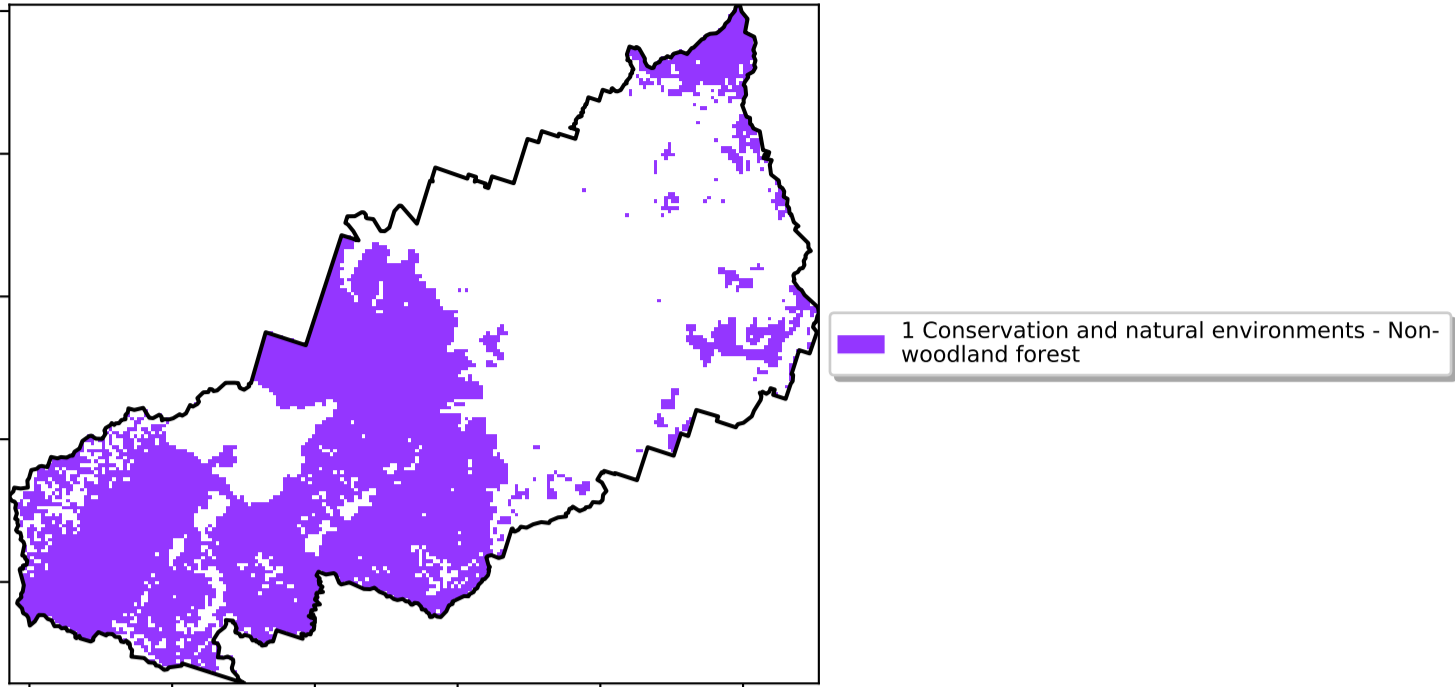 1 Conservation and natural environments - Non-
woodland forest